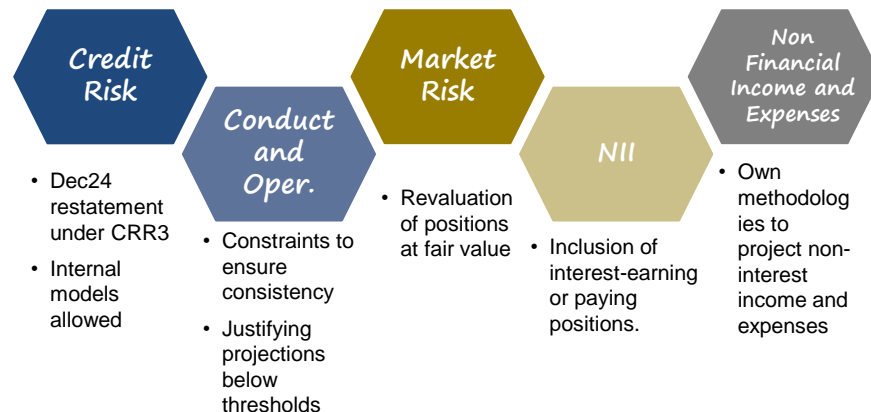 Credit
Risk
• Dec24
restatement
under CRR3
• Internal
models
allowed
Conduct
and
Oper.
• Constraints to
ensure
consistency
• Justifying
projections
below
thresholds
Market
Risk
• Revaluation
of positions
at fair value
NII
• Inclusion of
interest-earning
or paying
positions.
Non
Financial
Income and
Expenses
• Own
methodolog
ies to
project non-
interest
income and
expenses